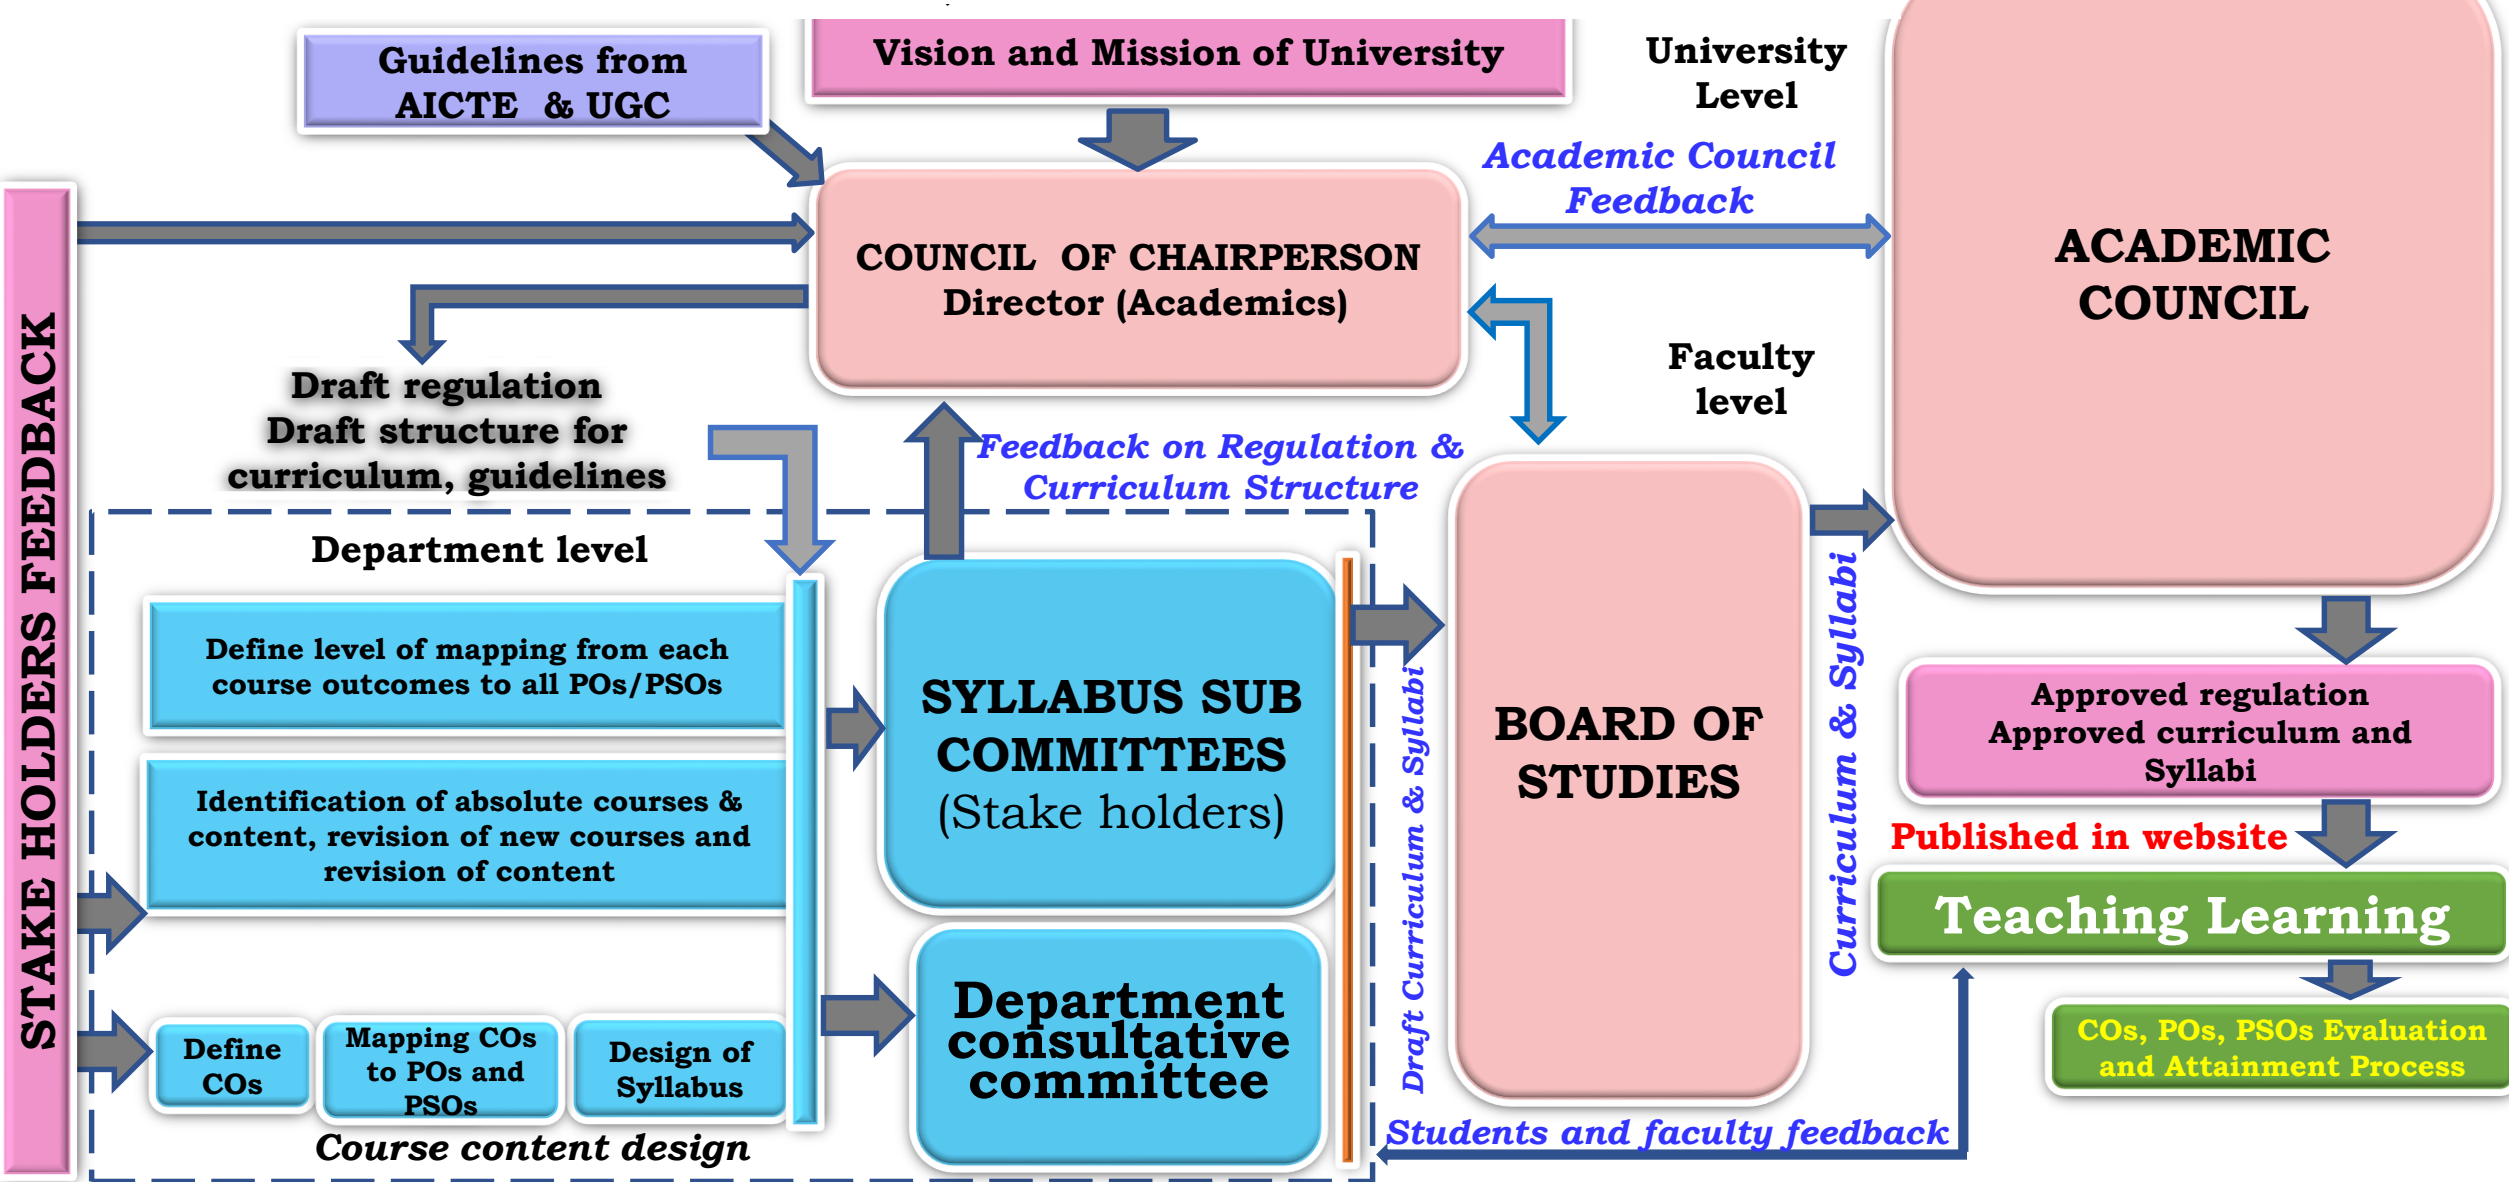 Guidelines from
AICTE & UGC
Vision and Mission of University
University
Level
Academic Council
Feedback
COUNCIL OF CHAIRPERSON
Director (Academics)
ACADEMIC
COUNCIL
STAKE HOLDERS FEEDBACK
Draft regulation
Draft structure for
curriculum, guidelines
Faculty
level
Feedback on Regulation &
Curriculum Structure
Department level
Define level of mapping from each
course outcomes to all POs/PSOs
Identification of absolute courses &
content, revision of new courses and
revision of content
Define
COs
Mapping COs
to POs and
PSOs
Design of
Syllabus
Course content design
SYLLABUS SUB
COMMITTEES
(Stake holders)
Department
consultative
committee
Draft Curriculum & Syllabi
BOARD OF
STUDIES
Curriculum & Syllabi
Approved regulation
Approved curriculum and
Syllabi
Published in website
Teaching Learning
COs, POs, PSOs Evaluation
and Attainment Process
Students and faculty feedback